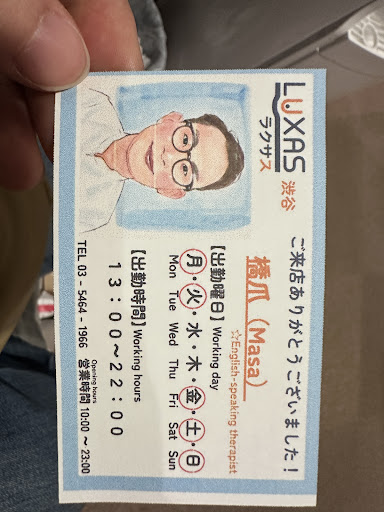 LUXAS 渋谷
ラクサス
ご来店ありがとうございました！
橋爪（Masa）
☆English-speaking therapist
【出勤曜日】Working day
月・火・水・木・金・土・日
Mon Tue Wed Thu Fri Sat Sun
【出勤時間】Working hours
13：00〜22：00
Opening hours
TEL 03 - 5464 - 1966 営業時間 10:00 〜 23:00